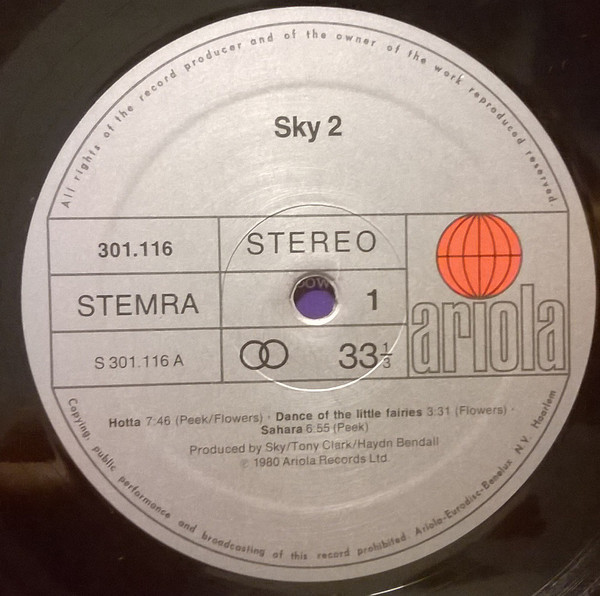 All rights of the record producer and of the owner of the work reproduced reserved.
Sky 2
301.116
STEREO
STEMRA
1
S 301.116 A
33⅓
ariola
Hotta 7:46 (Peek/Flowers) · Dance of the little fairies 3:31 (Flowers) ·
Sahara 6:55 (Peek)
Produced by Sky/Tony Clark/Haydn Bendall
℗ 1980 Ariola Records Ltd.
Copying, public performance and broadcasting of this record prohibited. Ariola-Eurodisc-Benelux N.V. Haarlem